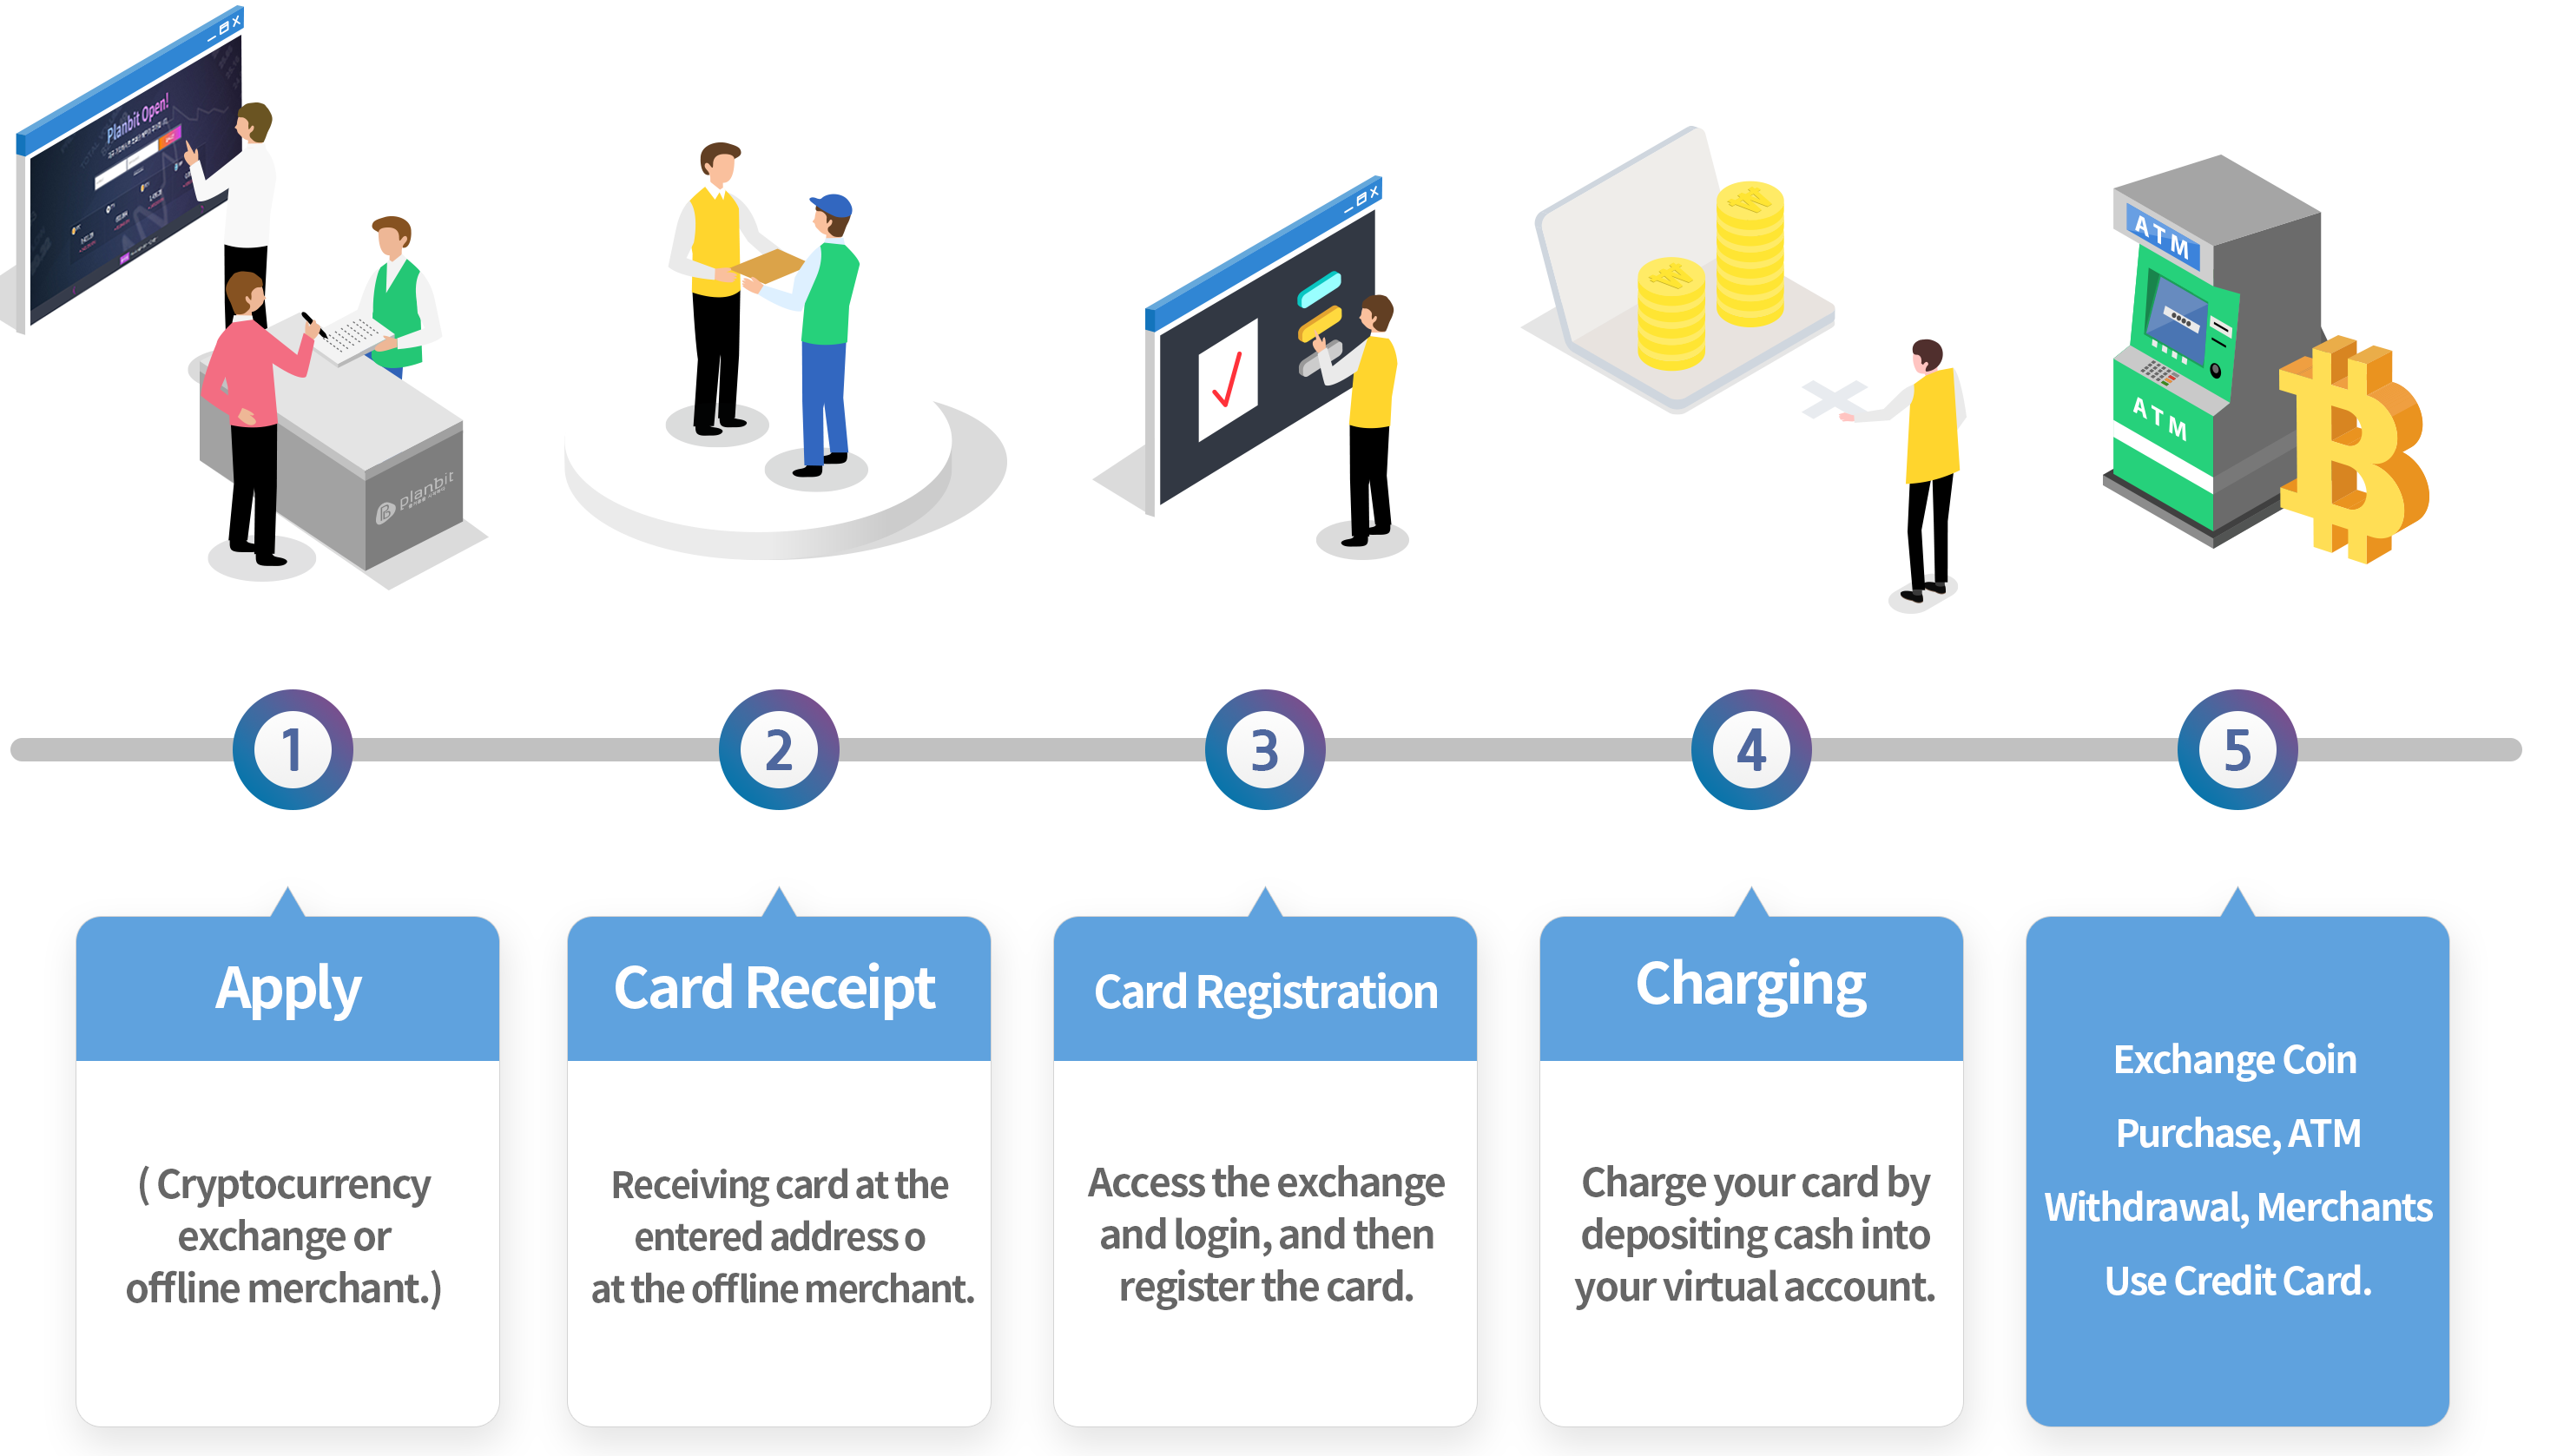 Planbit Open!
ATM
ATM
planbit
1
2
3
4
5
Apply
( Cryptocurrency
exchange or
offline merchant.)
Card Receipt
Receiving card at the
entered address o
at the offline merchant.
Card Registration
Access the exchange
and login, and then
register the card.
Charging
Charge your card by
depositing cash into
your virtual account.
Exchange Coin
Purchase, ATM
Withdrawal, Merchants
Use Credit Card.